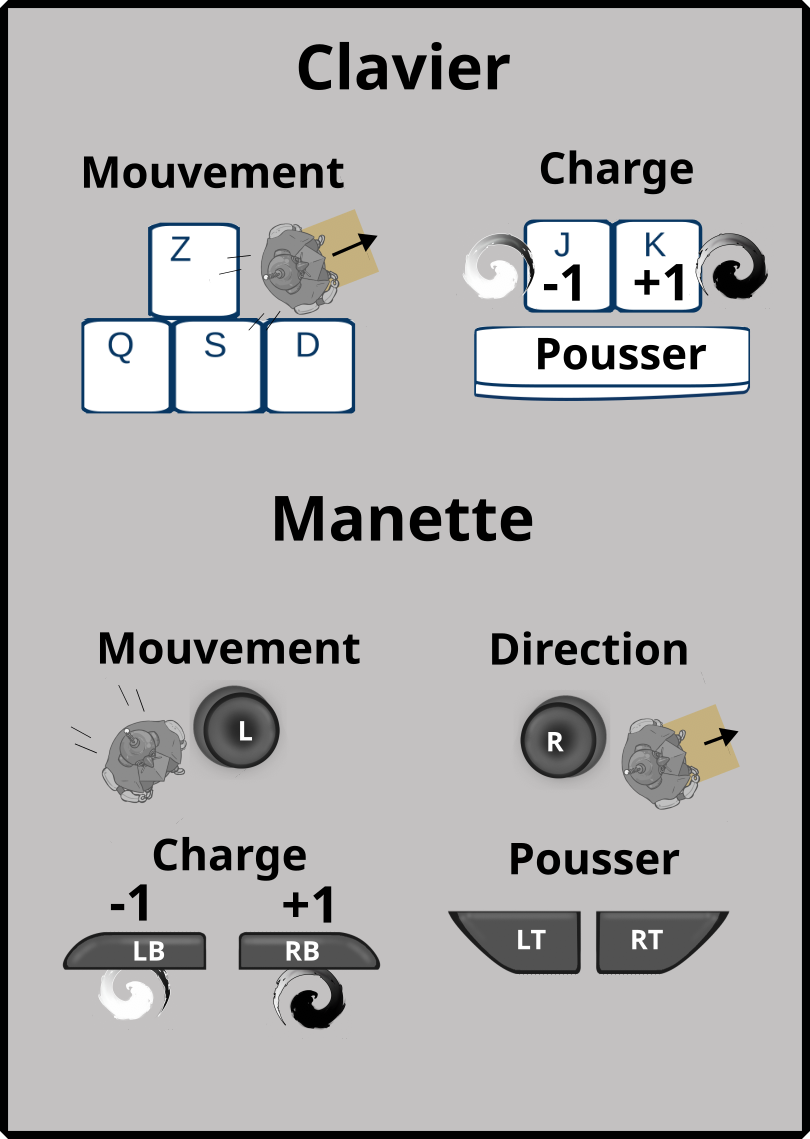 Clavier
Mouvement
Charge
Z
J
K
-1
+1
Q
S
D
Pousser
Manette
Mouvement
Direction
L
R
Charge
Pousser
-1
+1
LB
RB
LT
RT